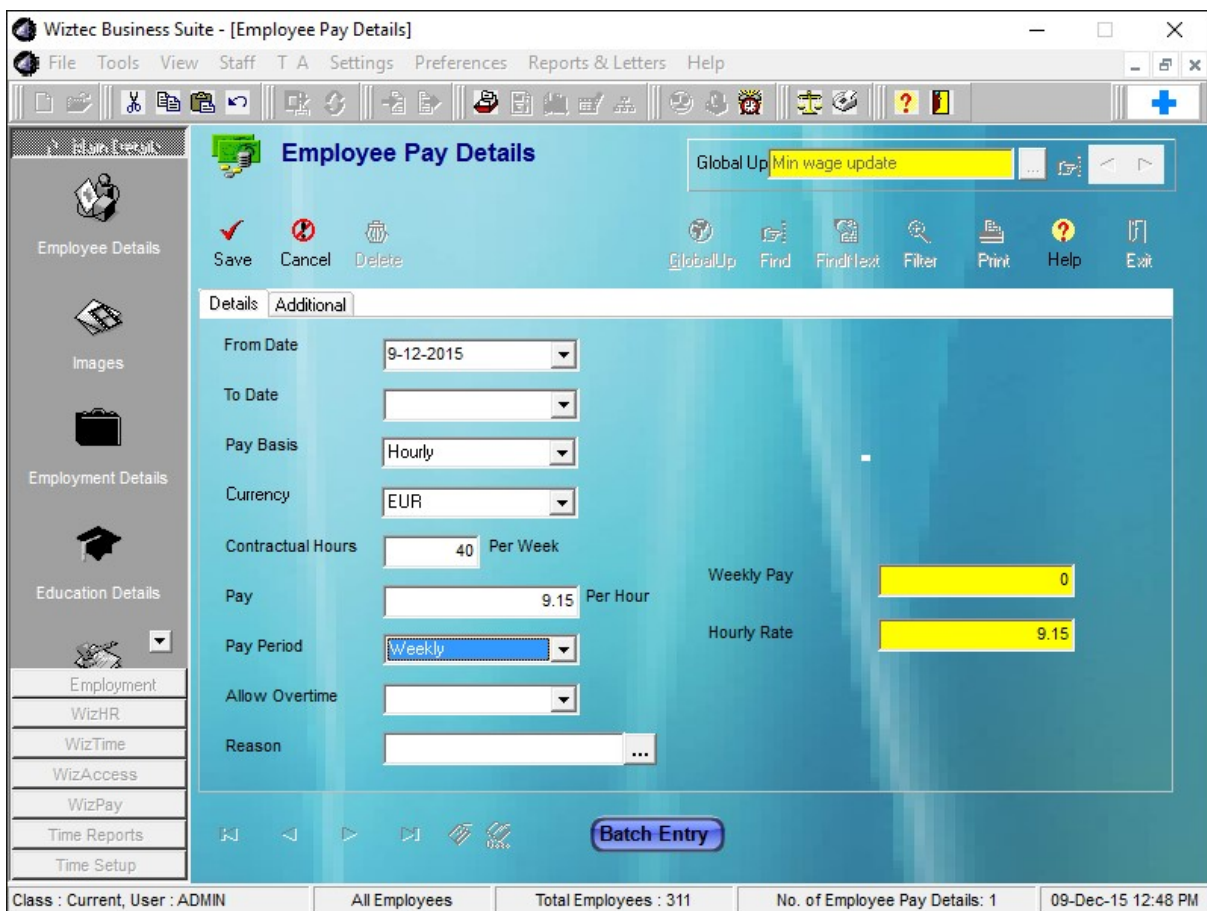 Wiztec Business Suite - [Employee Pay Details]
File Tools View Staff T A Settings Preferences Reports & Letters Help
Main Details
Employee Pay Details
Global Up Min wage update ...
Save Cancel Delete GlobalUp Find FindNext Filter Print Help Exit
Employee Details
Images
Employment Details
Education Details
Employment
WizHR
WizTime
WizAccess
WizPay
Time Reports
Time Setup
Details Additional
From Date 9-12-2015
To Date
Pay Basis Hourly
Currency EUR
Contractual Hours 40 Per Week
Pay 9.15 Per Hour
Weekly Pay 0
Pay Period Weekly
Hourly Rate 9.15
Allow Overtime
Reason ...
Batch Entry
Class : Current, User : ADMIN All Employees Total Employees : 311 No. of Employee Pay Details: 1 09-Dec-15 12:48 PM